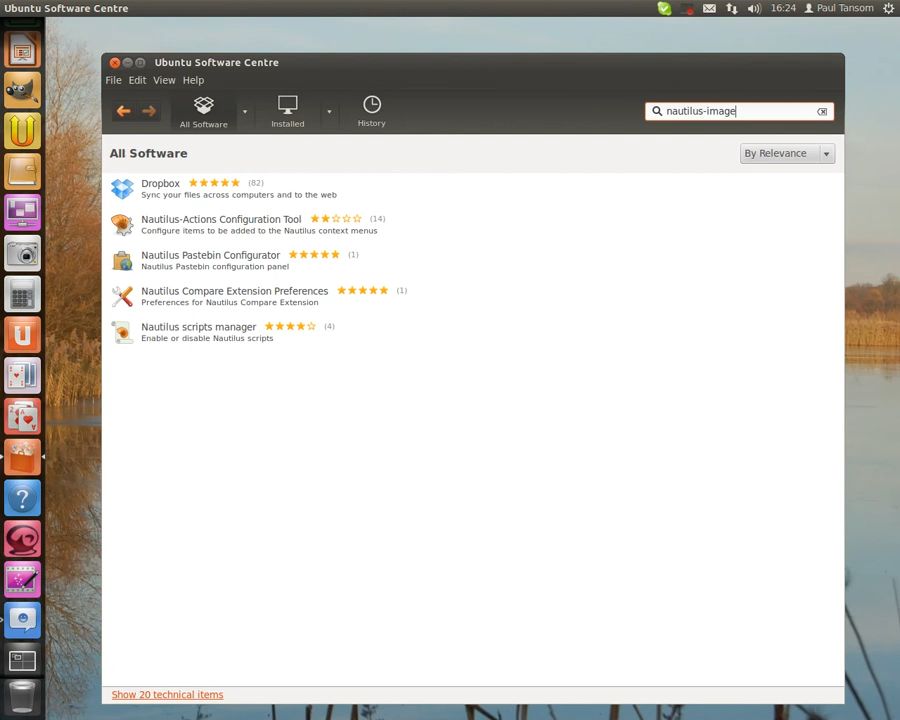 Ubuntu Software Centre
16:24 Paul Tansom
Ubuntu Software Centre
File Edit View Help
All Software
Installed
History
nautilus-image
All Software
By Relevance
Dropbox (82)
Sync your files across computers and to the web
Nautilus-Actions Configuration Tool (14)
Configure items to be added to the Nautilus context menus
Nautilus Pastebin Configurator (1)
Nautilus Pastebin configuration panel
Nautilus Compare Extension Preferences (1)
Preferences for Nautilus Compare Extension
Nautilus scripts manager (4)
Enable or disable Nautilus scripts
Show 20 technical items